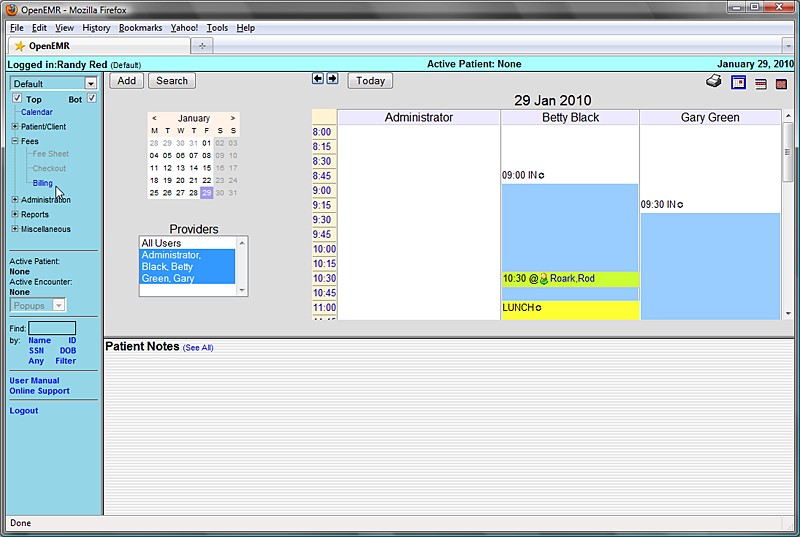 OpenEMR - Mozilla Firefox
File Edit View History Bookmarks Yahoo! Tools Help
OpenEMR
Logged in:Randy Red (Default) Active Patient: None January 29, 2010
Default
Top Bot
Calendar
Patient/Client
Fees
Fee Sheet
Checkout
Billing
Administration
Reports
Miscellaneous
Active Patient:
None
Active Encounter:
None
Popups
Find:
by: Name ID
SSN DOB
Any Filter
User Manual
Online Support
Logout
Add Search Today
29 Jan 2010
< January >
M T W T F S S
28 29 30 31 01 02 03
04 05 06 07 08 09 10
11 12 13 14 15 16 17
18 19 20 21 22 23 24
25 26 27 28 29 30 31
Providers
All Users
Administrator,
Black, Betty
Green, Gary
Administrator Betty Black Gary Green
8:00
8:15
8:30
8:45 09:00 IN
9:00
9:15 09:30 IN
9:30
9:45
10:00
10:15
10:30 10:30 @ Roark,Rod
10:45
11:00 LUNCH
11:45
Patient Notes (See All)
Done